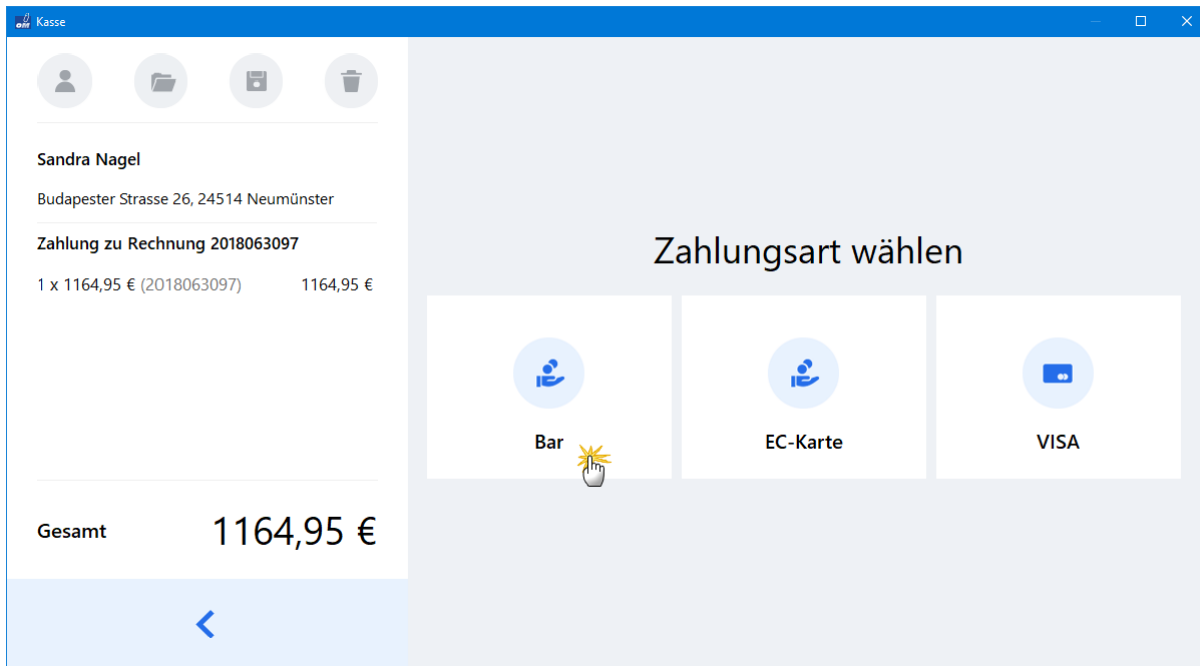 Kasse
Sandra Nagel
Budapester Strasse 26, 24514 Neumünster
Zahlung zu Rechnung 2018063097
1 x 1164,95 € (2018063097) 1164,95 €
Gesamt 1164,95 €
Zahlungsart wählen
Bar
EC-Karte
VISA